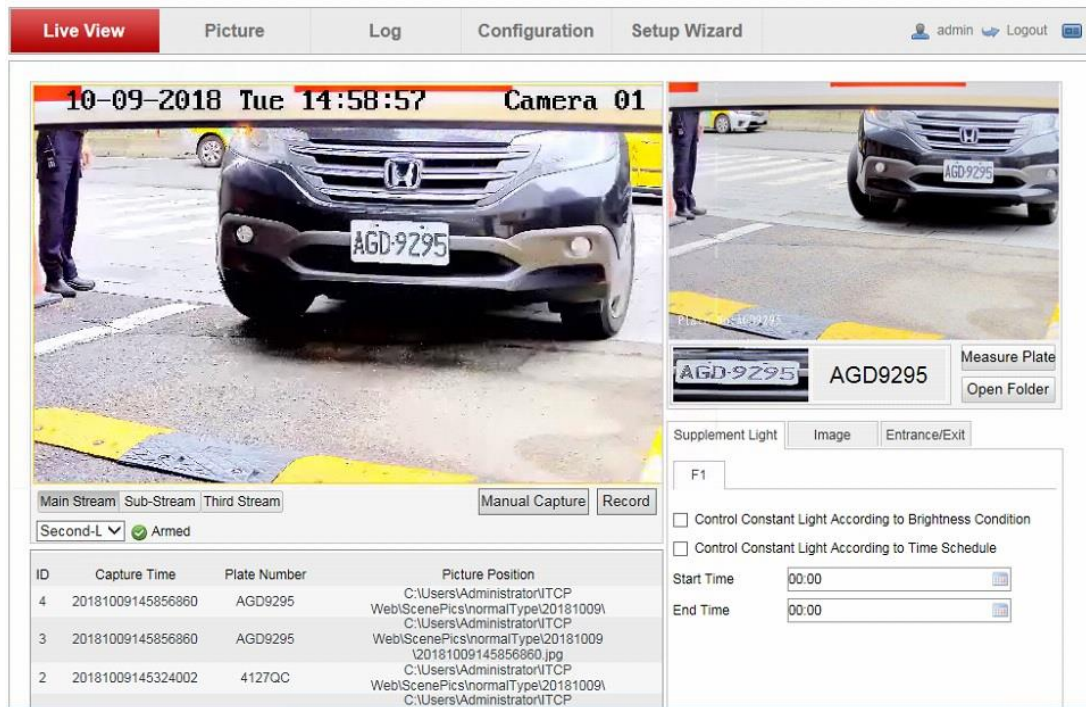 Live View Picture Log Configuration Setup Wizard admin Logout
10-09-2018 Tue 14:58:57 Camera 01
AGD-9295
AGD-9295
Plate No:AGD9295
AGD-9295 AGD9295
Measure Plate
Open Folder
Main Stream Sub-Stream Third Stream Manual Capture Record
Second-L Armed
Supplement Light Image Entrance/Exit
F1
Control Constant Light According to Brightness Condition
Control Constant Light According to Time Schedule
Start Time 00:00
End Time 00:00
ID Capture Time Plate Number Picture Position
C:\Users\Administrator\ITCP
4 20181009145856860 AGD9295
Web\ScenePics\normalType\20181009\
C:\Users\Administrator\ITCP
3 20181009145856860 AGD9295 Web\ScenePics\normalType\20181009
\20181009145856860.jpg
C:\Users\Administrator\ITCP
2 20181009145324002 4127QC
Web\ScenePics\normalType\20181009\
C:\Users\Administrator\ITCP